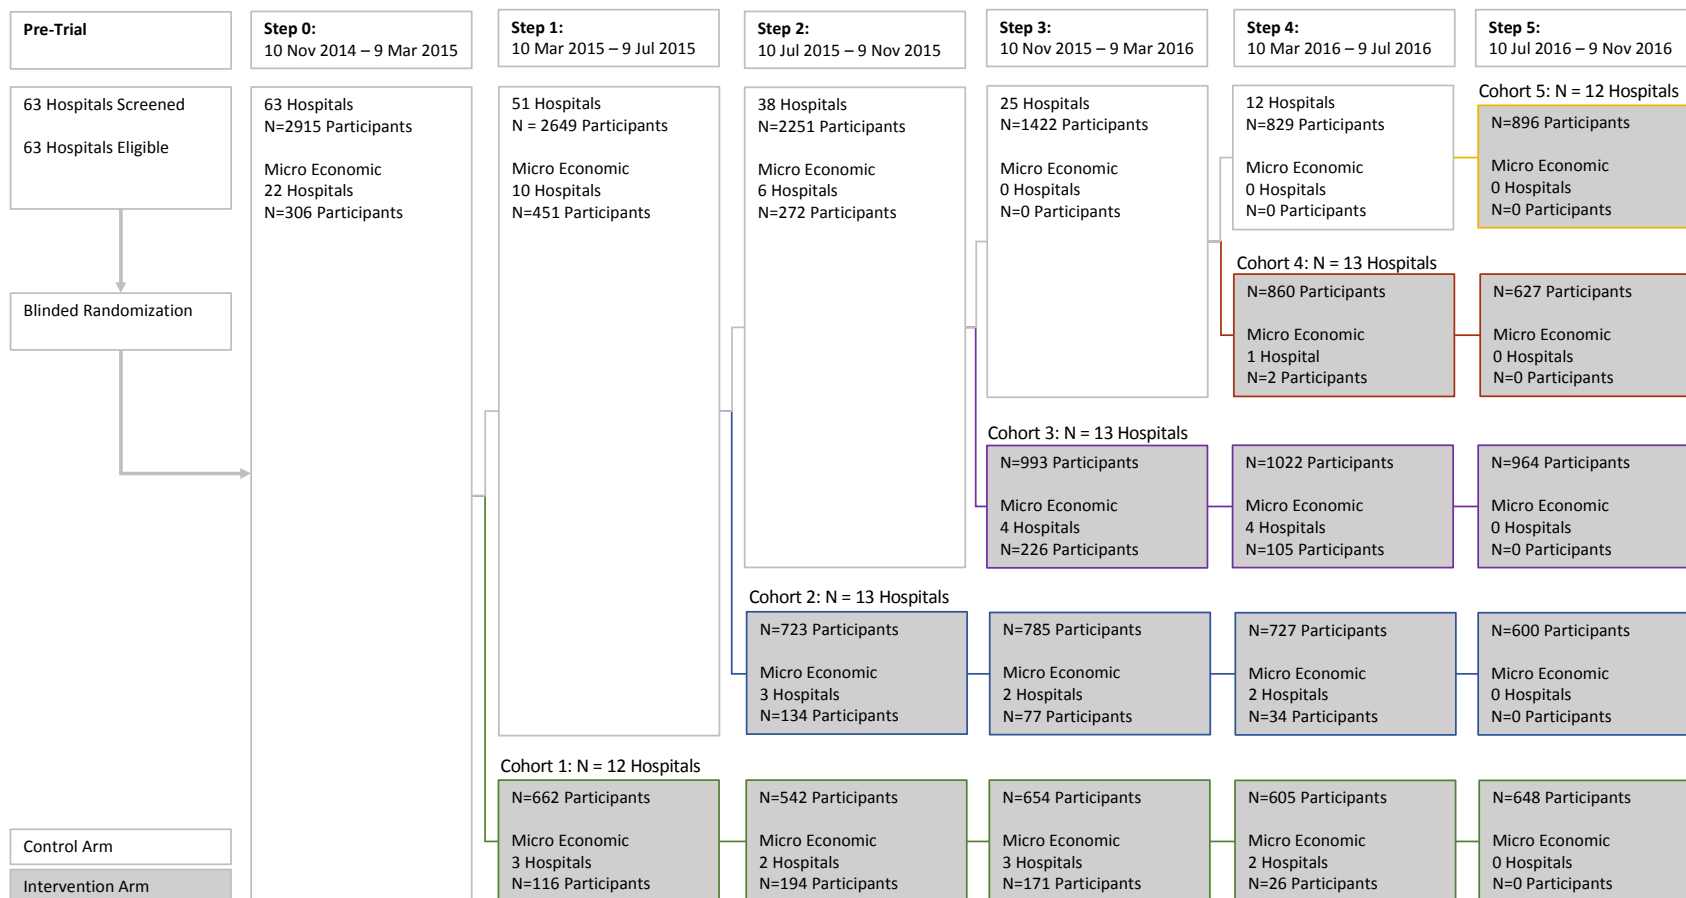 Pre-Trial
Step 0:
10 Nov 2014 – 9 Mar 2015
Step 1:
10 Mar 2015 – 9 Jul 2015
Step 2:
10 Jul 2015 – 9 Nov 2015
Step 3:
10 Nov 2015 – 9 Mar 2016
Step 4:
10 Mar 2016 – 9 Jul 2016
Step 5:
10 Jul 2016 – 9 Nov 2016
63 Hospitals Screened
63 Hospitals Eligible
Blinded Randomization
63 Hospitals
N=2915 Participants
Micro Economic
22 Hospitals
N=306 Participants
51 Hospitals
N = 2649 Participants
Micro Economic
10 Hospitals
N=451 Participants
38 Hospitals
N=2251 Participants
Micro Economic
6 Hospitals
N=272 Participants
25 Hospitals
N=1422 Participants
Micro Economic
0 Hospitals
N=0 Participants
12 Hospitals
N=829 Participants
Micro Economic
0 Hospitals
N=0 Participants
Cohort 5: N = 12 Hospitals
N=896 Participants
Micro Economic
0 Hospitals
N=0 Participants
Cohort 4: N = 13 Hospitals
N=860 Participants
Micro Economic
1 Hospital
N=2 Participants
N=627 Participants
Micro Economic
0 Hospitals
N=0 Participants
Cohort 3: N = 13 Hospitals
N=993 Participants
Micro Economic
4 Hospitals
N=226 Participants
N=1022 Participants
Micro Economic
4 Hospitals
N=105 Participants
N=964 Participants
Micro Economic
0 Hospitals
N=0 Participants
Cohort 2: N = 13 Hospitals
N=723 Participants
Micro Economic
3 Hospitals
N=134 Participants
N=785 Participants
Micro Economic
2 Hospitals
N=77 Participants
N=727 Participants
Micro Economic
2 Hospitals
N=34 Participants
N=600 Participants
Micro Economic
0 Hospitals
N=0 Participants
Cohort 1: N = 12 Hospitals
N=662 Participants
Micro Economic
3 Hospitals
N=116 Participants
N=542 Participants
Micro Economic
2 Hospitals
N=194 Participants
N=654 Participants
Micro Economic
3 Hospitals
N=171 Participants
N=605 Participants
Micro Economic
2 Hospitals
N=26 Participants
N=648 Participants
Micro Economic
0 Hospitals
N=0 Participants
Control Arm
Intervention Arm